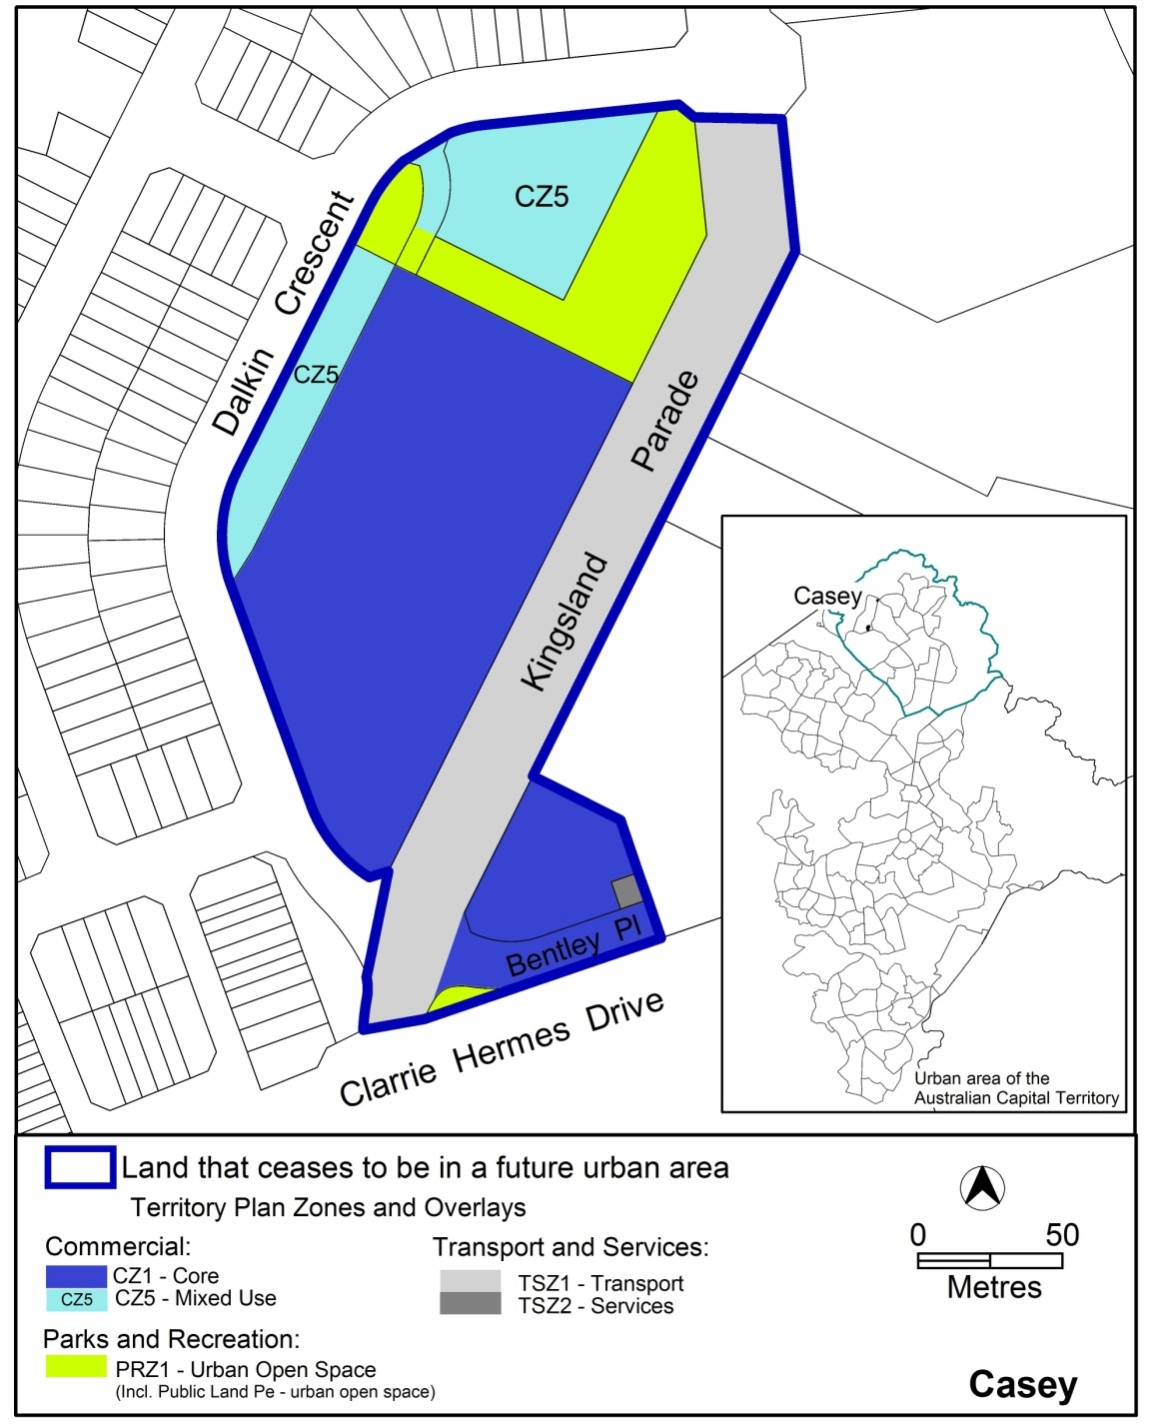 CZ5
Dalkin Crescent
CZ5
Kingsland Parade
Bentley Pl
Clarrie Hermes Drive
Casey
Urban area of the
Australian Capital Territory
Land that ceases to be in a future urban area
Territory Plan Zones and Overlays
Commercial:
CZ1 - Core
CZ5
CZ5 - Mixed Use
Parks and Recreation:
PRZ1 - Urban Open Space
(Incl. Public Land Pe - urban open space)
Transport and Services:
TSZ1 - Transport
TSZ2 - Services
0 50
Metres
Casey